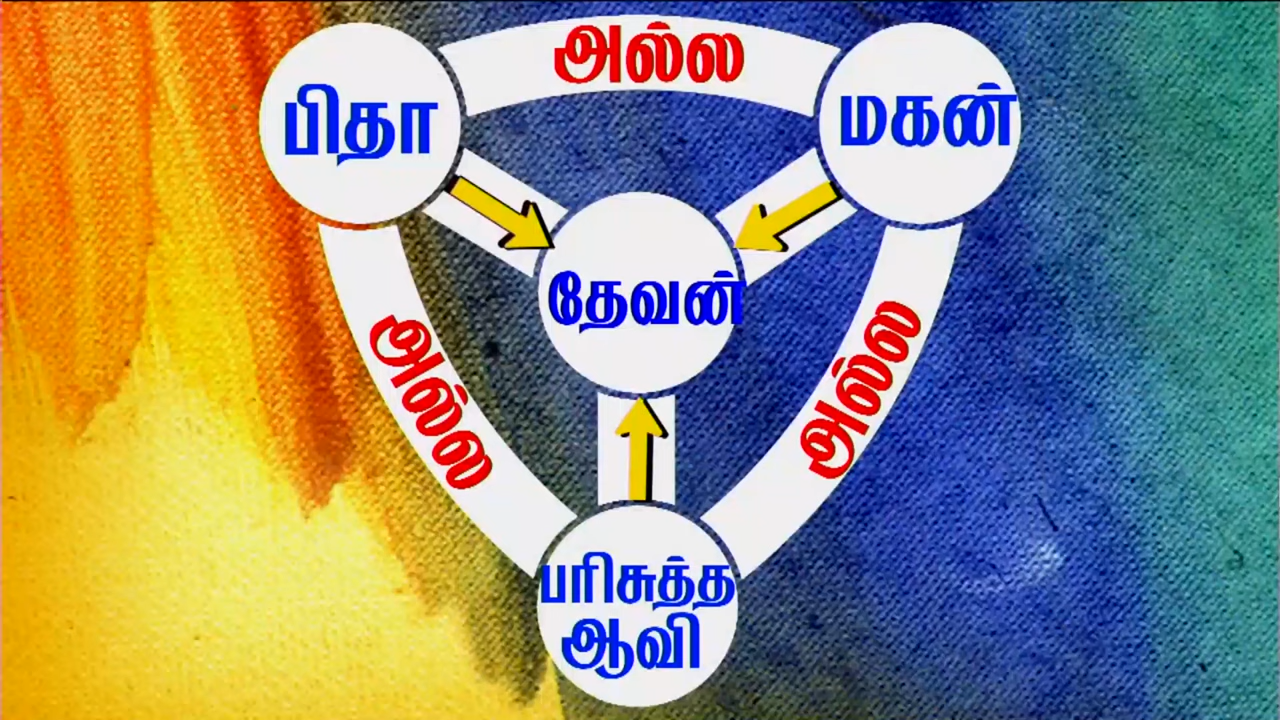 அல்ல
பிதா
மகன்
தேவன்
அல்ல
அல்ல
பரிசுத்த
ஆவி